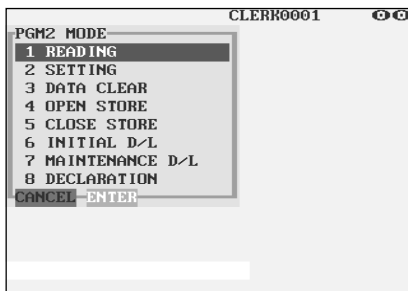 CLERK0001
PGM2 MODE
1 READING
2 SETTING
3 DATA CLEAR
4 OPEN STORE
5 CLOSE STORE
6 INITIAL D/L
7 MAINTENANCE D/L
8 DECLARATION
CANCEL ENTER